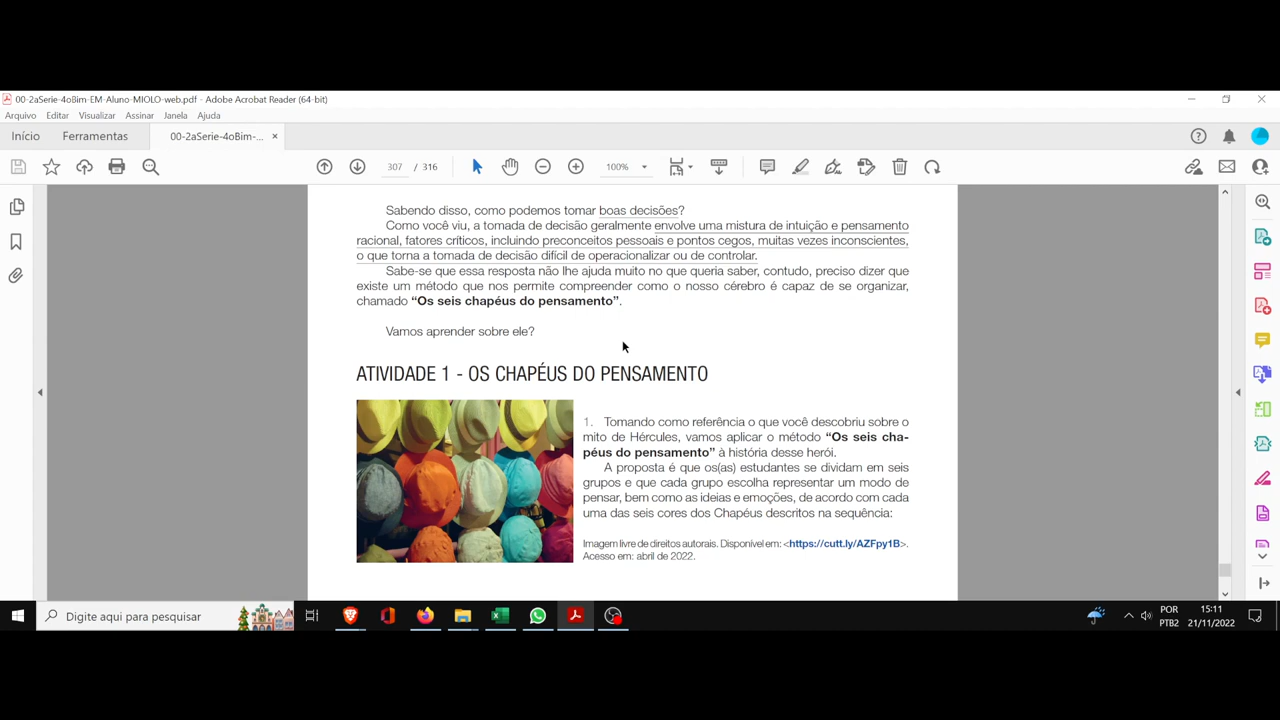 00-2aSerie-4oBim-EM-Aluno-MIOLO-web.pdf - Adobe Acrobat Reader (64-bit)
Arquivo Editar Visualizar Assinar Janela Ajuda
Início Ferramentas 00-2aSerie-4oBim-... ×
307 / 316 100%
Sabendo disso, como podemos tomar boas decisões?
Como você viu, a tomada de decisão geralmente envolve uma mistura de intuição e pensamento
racional, fatores críticos, incluindo preconceitos pessoais e pontos cegos, muitas vezes inconscientes,
o que torna a tomada de decisão difícil de operacionalizar ou de controlar.
Sabe-se que essa resposta não lhe ajuda muito no que queria saber, contudo, preciso dizer que
existe um método que nos permite compreender como o nosso cérebro é capaz de se organizar,
chamado “Os seis chapéus do pensamento”.
Vamos aprender sobre ele?
ATIVIDADE 1 - OS CHAPÉUS DO PENSAMENTO
1. Tomando como referência o que você descobriu sobre o
mito de Hércules, vamos aplicar o método “Os seis cha-
péus do pensamento” à história desse herói.
A proposta é que os(as) estudantes se dividam em seis
grupos e que cada grupo escolha representar um modo de
pensar, bem como as ideias e emoções, de acordo com cada
uma das seis cores dos Chapéus descritos na sequência:
Imagem livre de direitos autorais. Disponível em: <https://cutt.ly/AZFpy1B>.
Acesso em: abril de 2022.
Digite aqui para pesquisar
POR 15:11
PTB2 21/11/2022